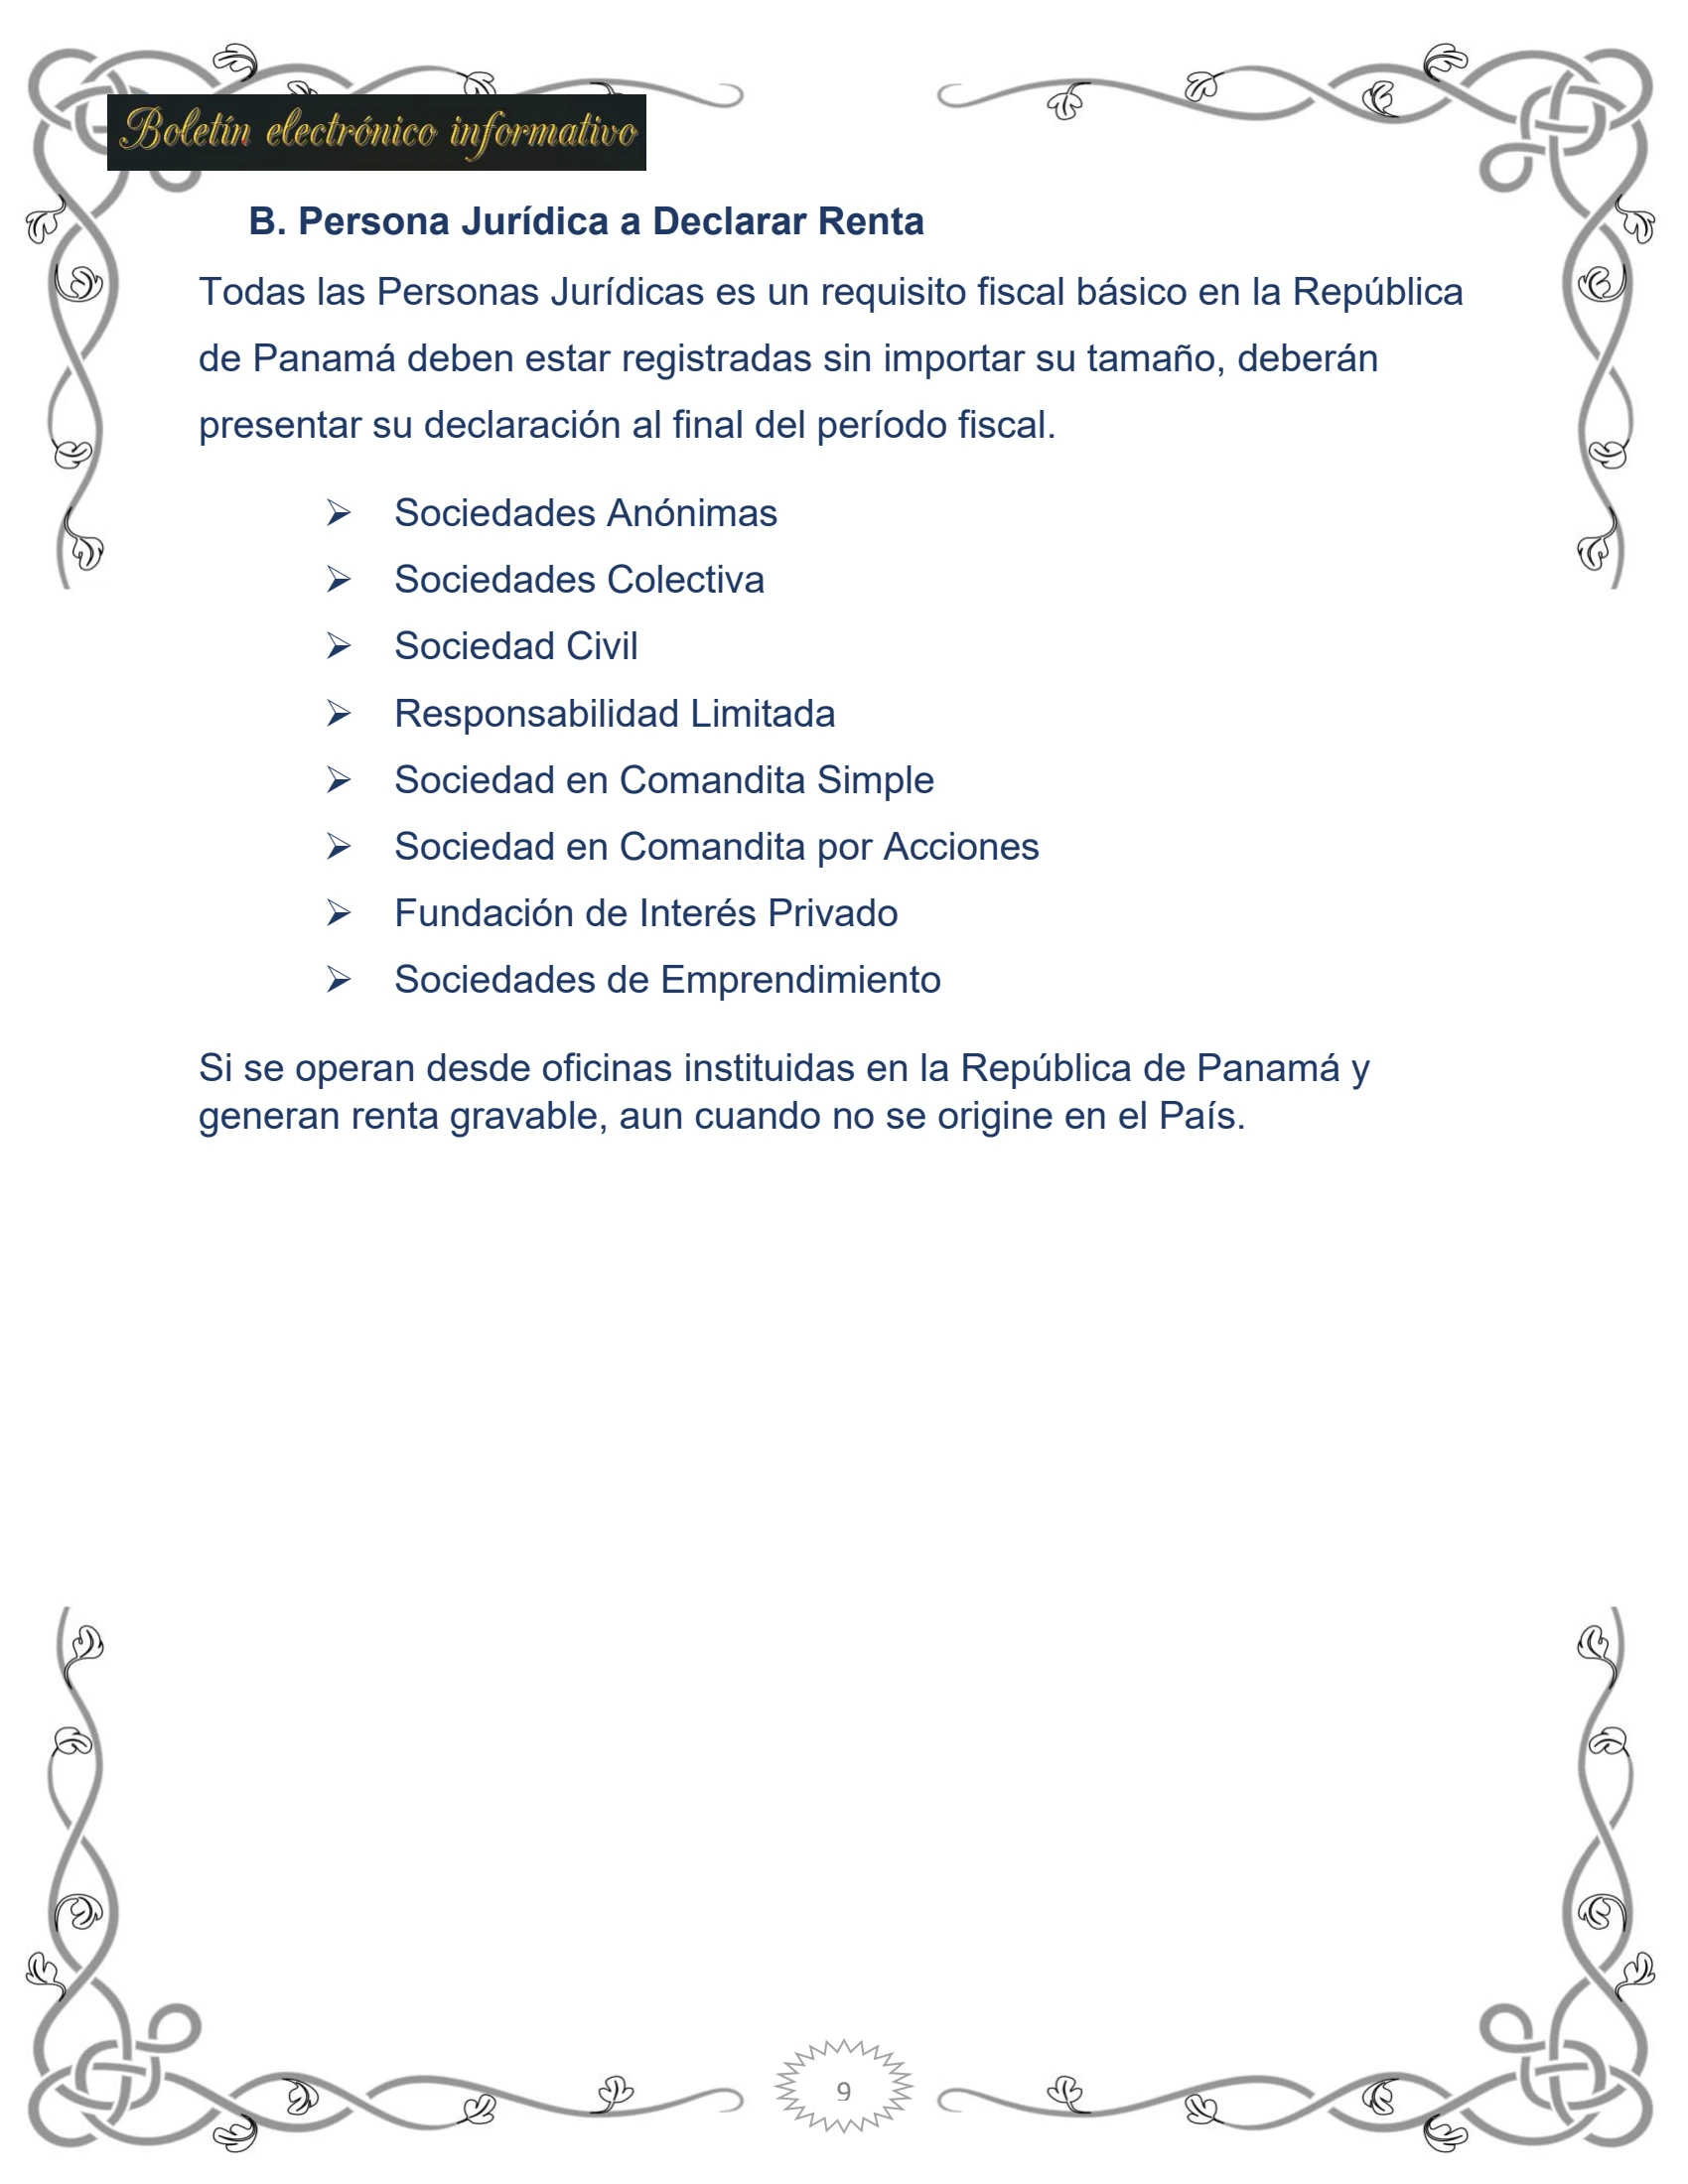 Boletín electrónico informativo
B. Persona Jurídica a Declarar Renta
Todas las Personas Jurídicas es un requisito fiscal básico en la República
de Panamá deben estar registradas sin importar su tamaño, deberán
presentar su declaración al final del período fiscal.
➢ Sociedades Anónimas
➢ Sociedades Colectiva
➢ Sociedad Civil
➢ Responsabilidad Limitada
➢ Sociedad en Comandita Simple
➢ Sociedad en Comandita por Acciones
➢ Fundación de Interés Privado
➢ Sociedades de Emprendimiento
Si se operan desde oficinas instituidas en la República de Panamá y
generan renta gravable, aun cuando no se origine en el País.
9